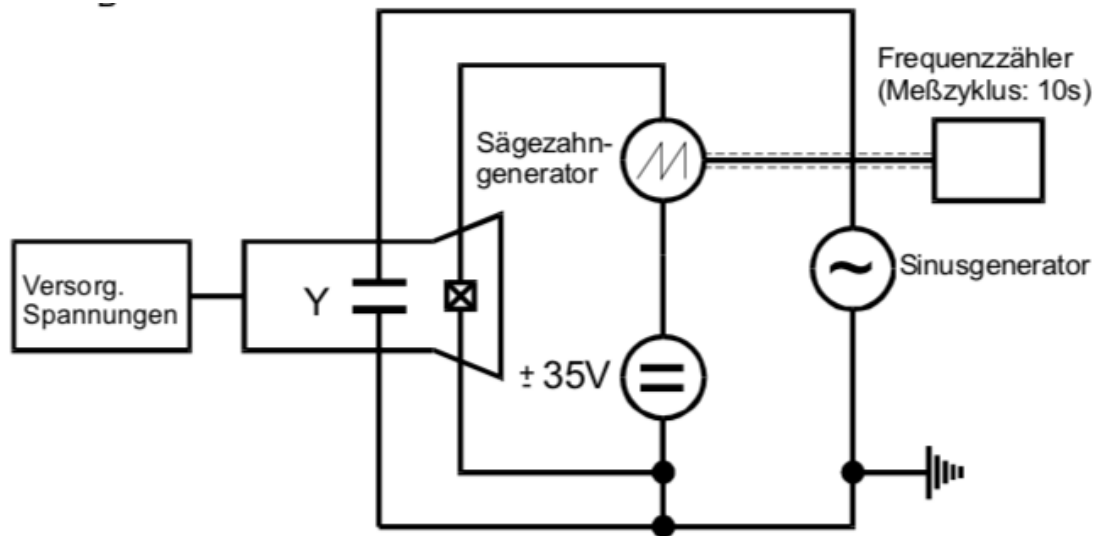 Frequenzzähler
(Meßzyklus: 10s)
Sägezahn-
generator
Versorg.
Spannungen
Y
± 35V
Sinusgenerator